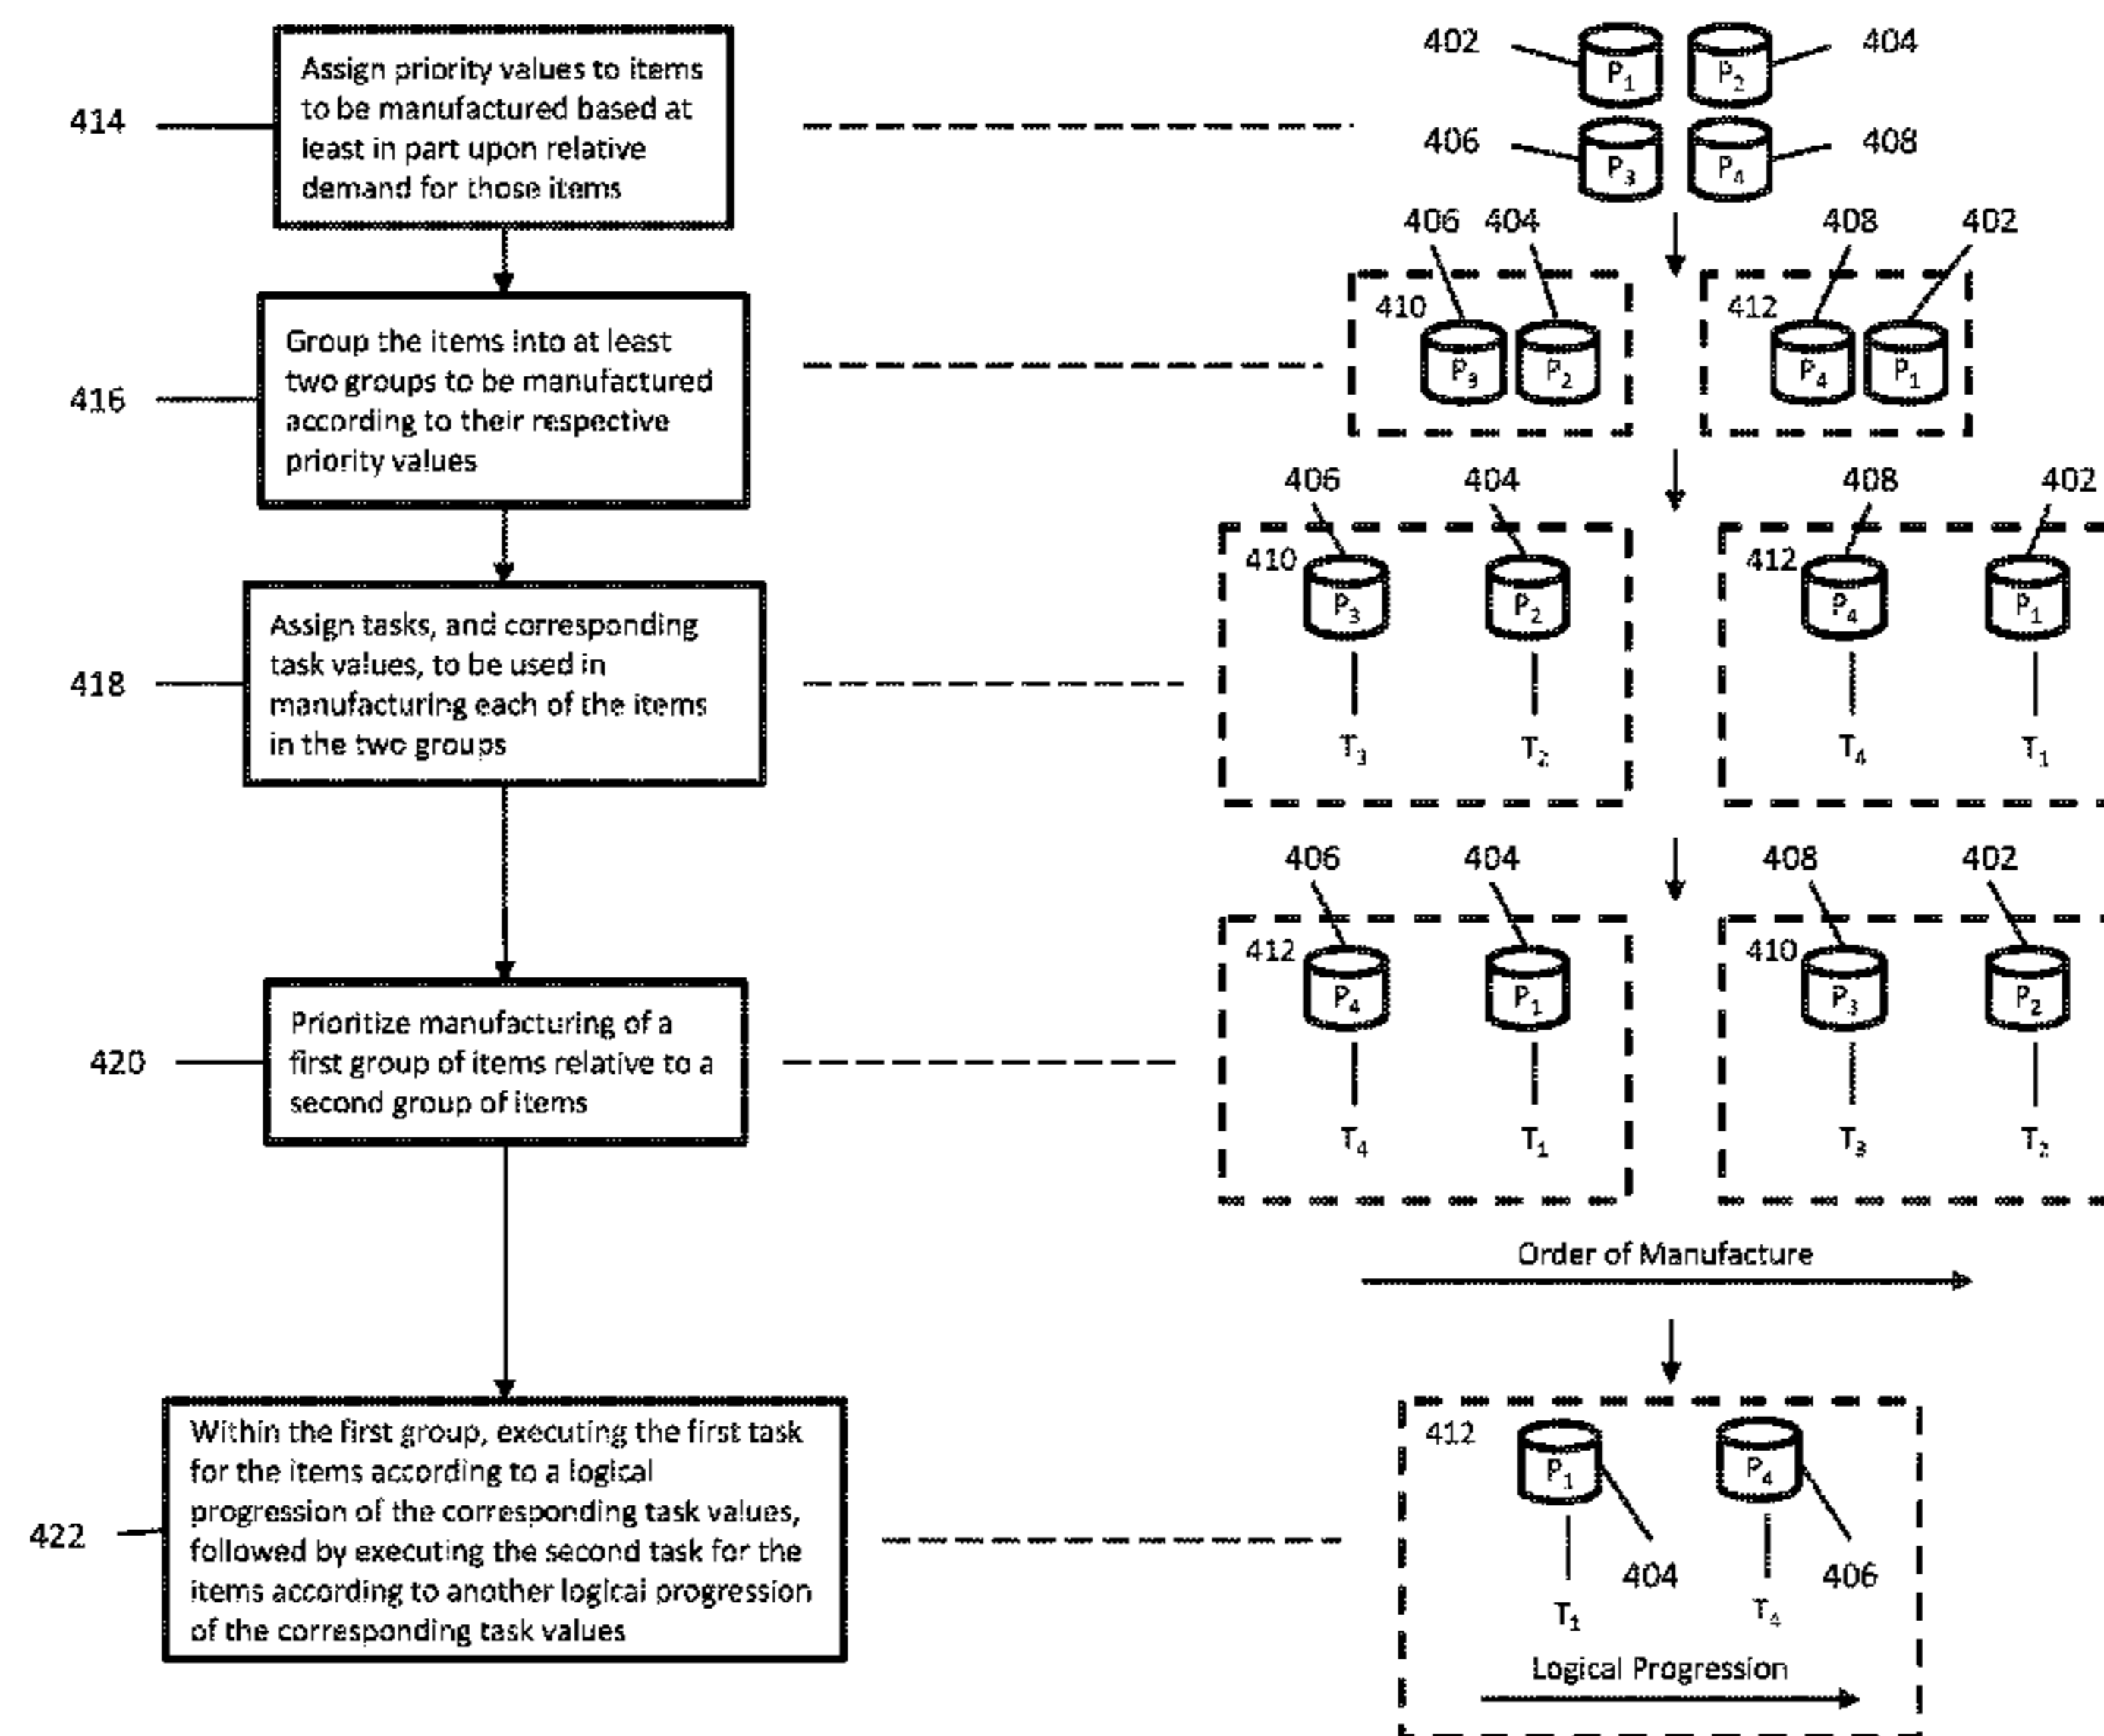 402
404
Assign priority values to items
P1
P2
to be manufactured based at
414
least in part upon relative
406
408
demand for those items
P3
P4
406
404
408
402
410
412
Group the items into at least
two groups to be manufactured
P3
P2
P4
P1
416
according to their respective
priority values
406
404
408
402
410
412
Assign tasks, and corresponding
P3
P2
P4
P1
task values, to be used in
418
manufacturing each of the items
in the two groups
T3
T2
T4
T1
406
404
408
402
412
410
Prioritize manufacturing of a
P4
P1
P3
P2
420
first group of items relative to a
second group of items
T4
T1
T3
T2
Order of Manufacture
Within the first group, executing the first task
412
for the items according to a logical
P1
P4
progression of the corresponding task values,
422
followed by executing the second task for the
404
406
items according to another logical progression
T1
T4
of the corresponding task values
Logical Progression